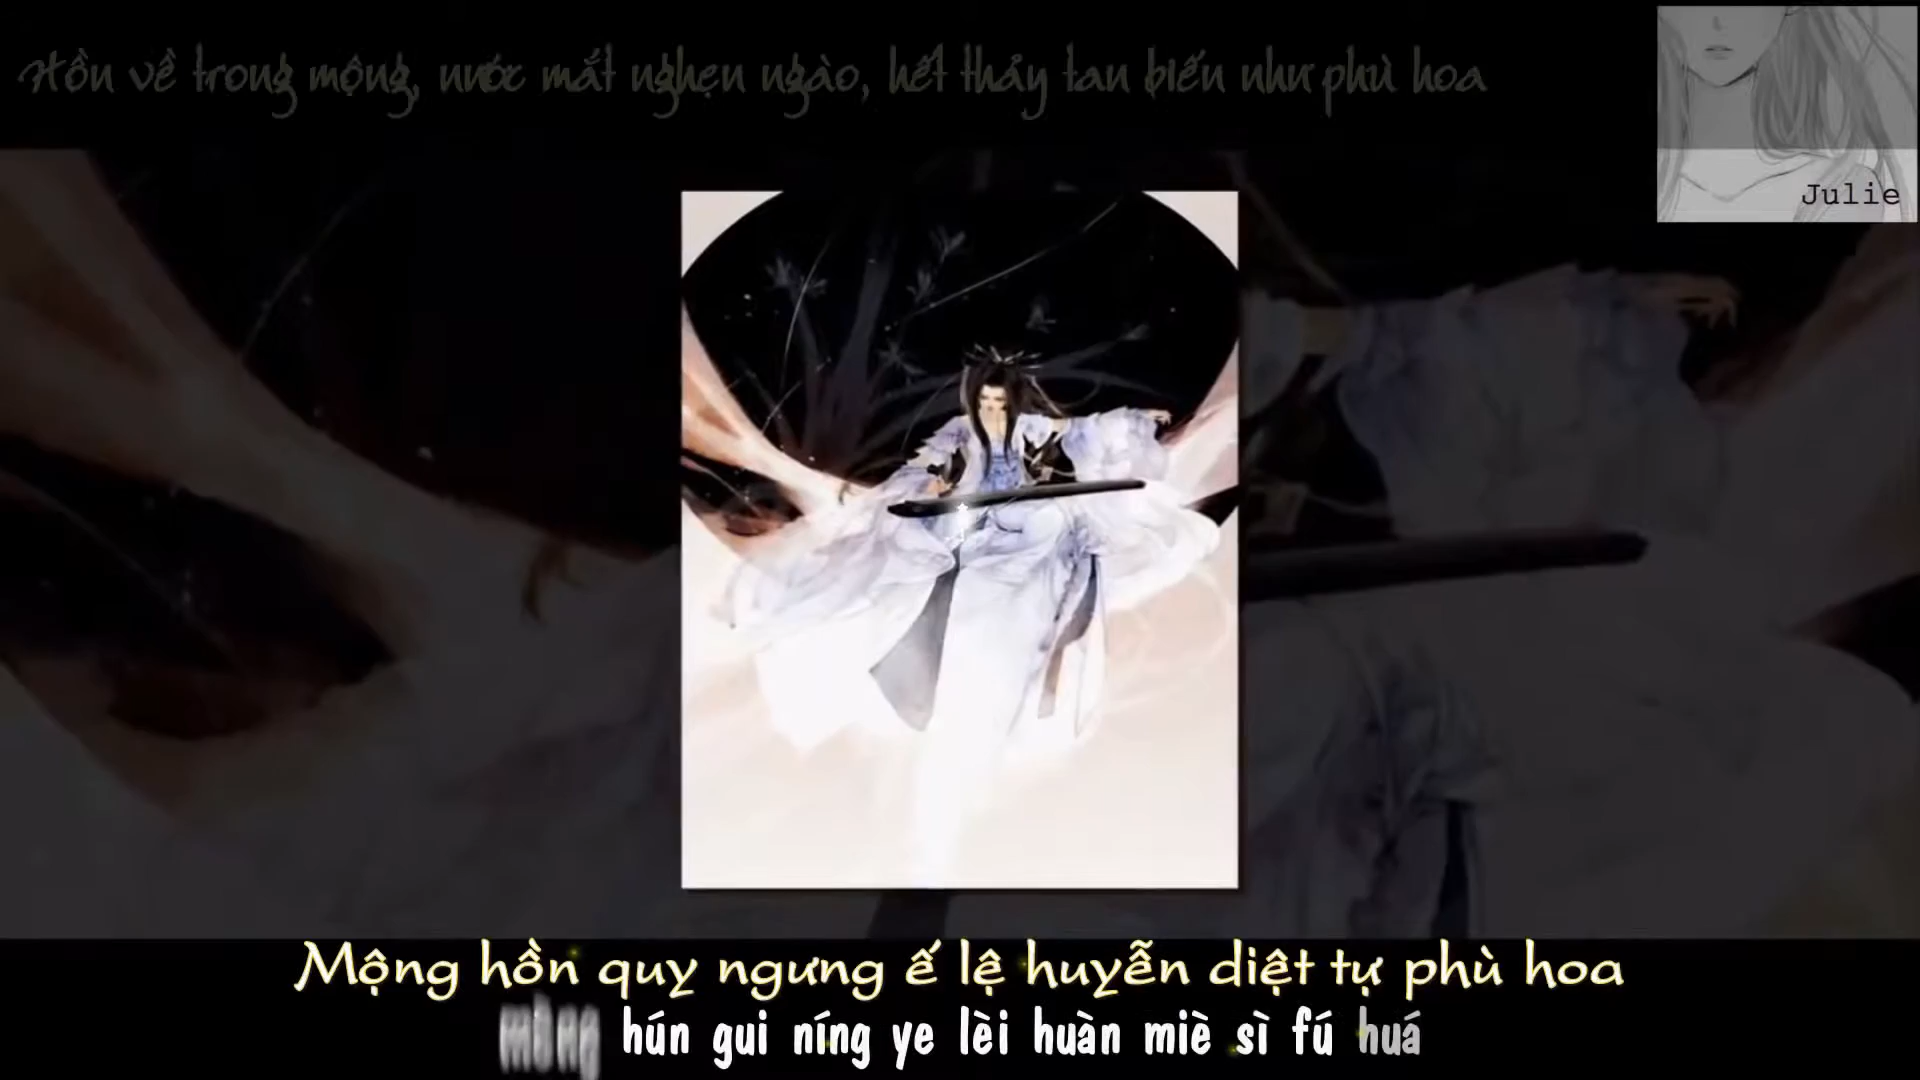 Hồn về trong mộng, nước mắt nghẹn ngào, hết thảy tan biến như phù hoa
Julie
Mộng hồn quy ngưng ế lệ huyễn diệt tự phù hoa
mèng hún gui níng ye lèi huàn miè sì fú huá